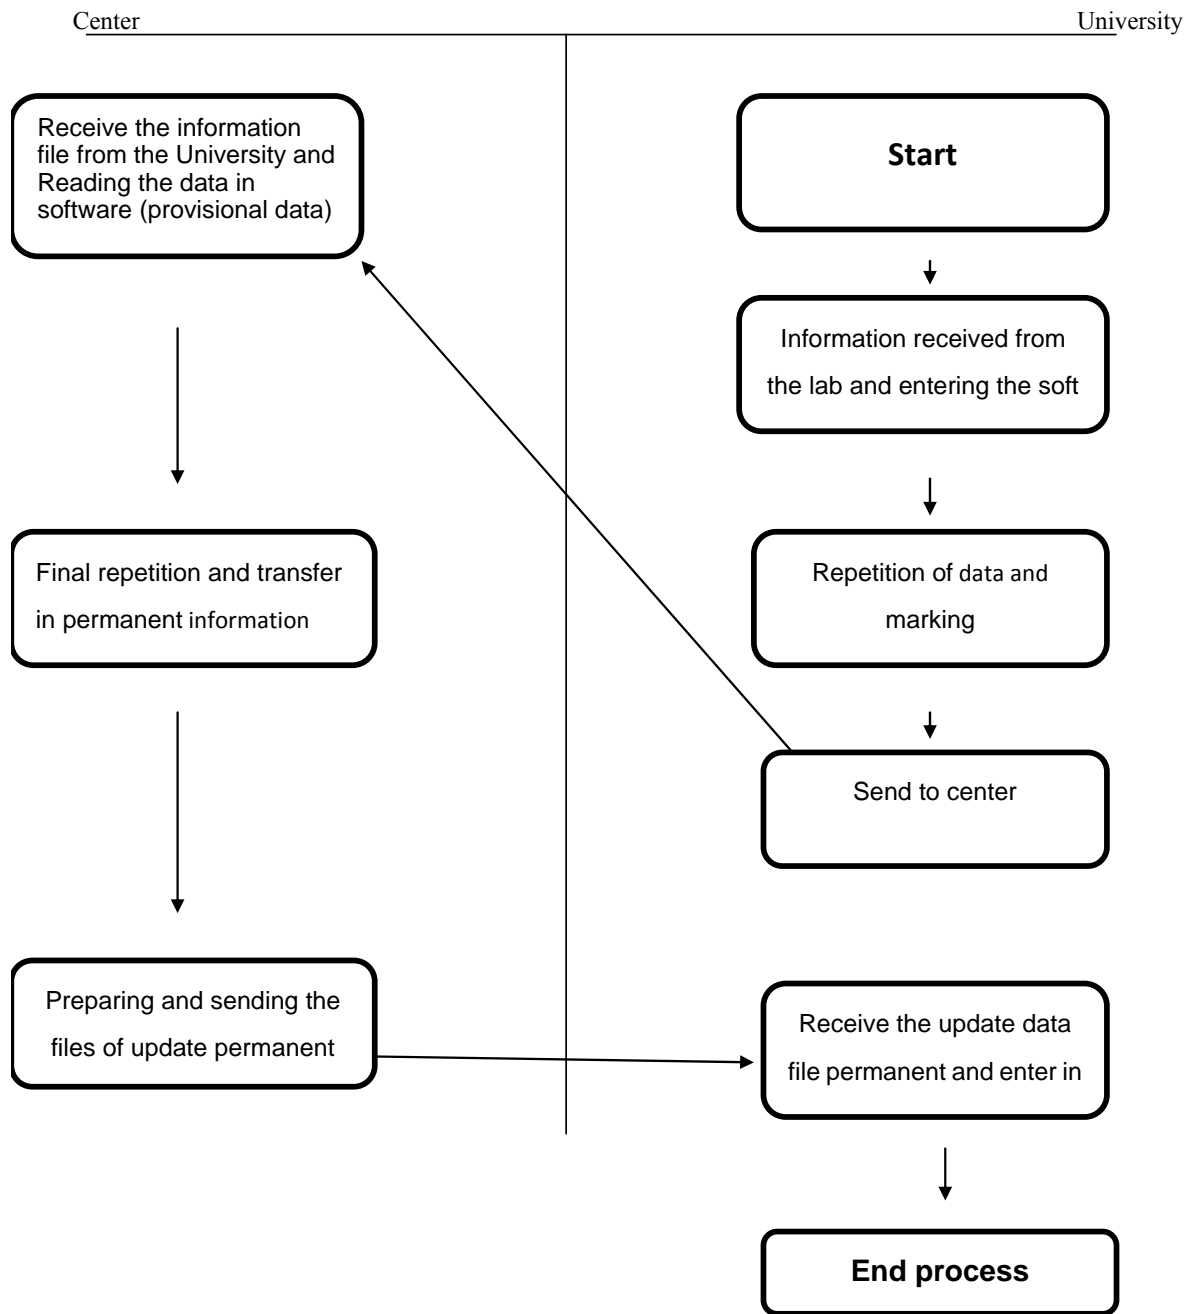 Center
University
Start
Information received from
the lab and entering the soft
Repetition of data and
marking
Send to center
Receive the information
file from the University and
Reading the data in
software (provisional data)
Final repetition and transfer
in permanent information
Preparing and sending the
files of update permanent
Receive the update data
file permanent and enter in
End process